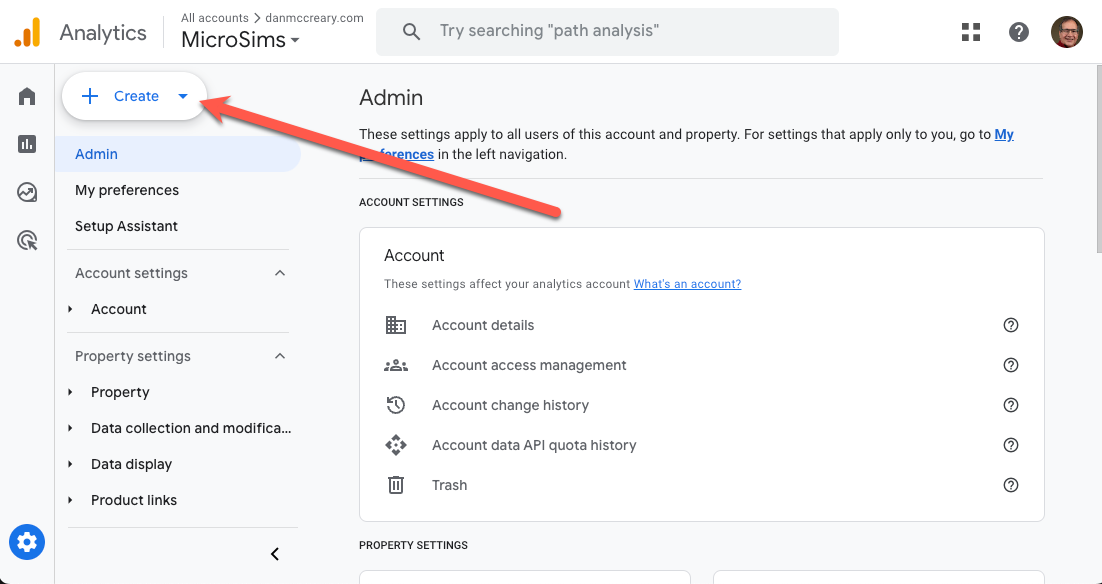 Analytics
All accounts > danmccreary.com
MicroSims
Try searching "path analysis"
Create
Admin
My preferences
Setup Assistant
Account settings
Account
Property settings
Property
Data collection and modifica...
Data display
Product links
Admin
These settings apply to all users of this account and property. For settings that apply only to you, go to My
preferences in the left navigation.
ACCOUNT SETTINGS
Account
These settings affect your analytics account What's an account?
Account details
Account access management
Account change history
Account data API quota history
Trash
PROPERTY SETTINGS